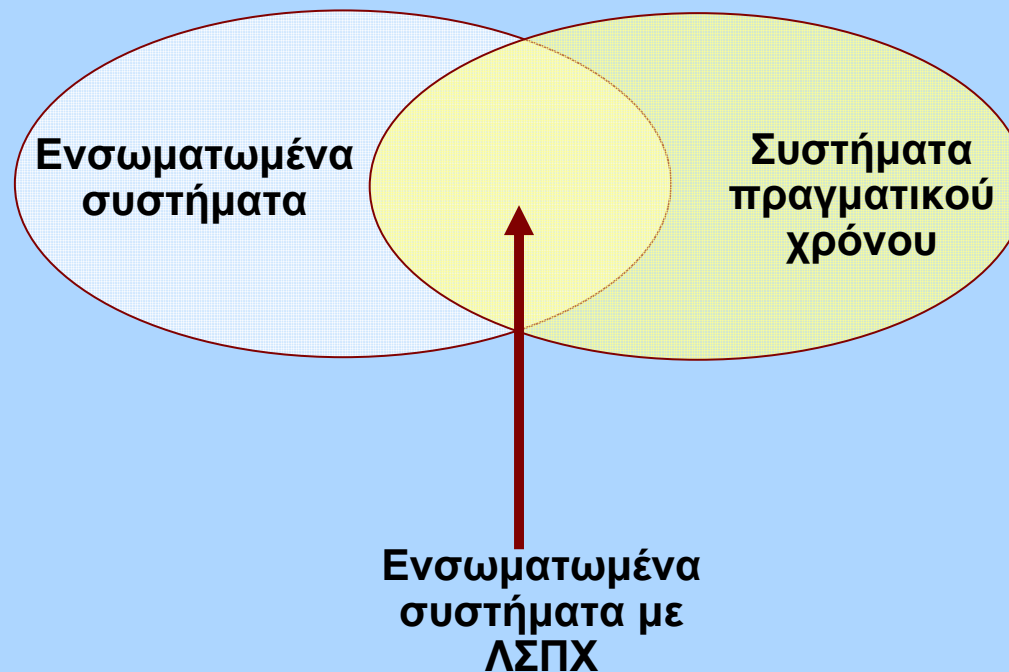 Ενσωματωμένα
συστήματα
Συστήματα
πραγματικού
χρόνου
Ενσωματωμένα
συστήματα με
ΛΣΠΧ